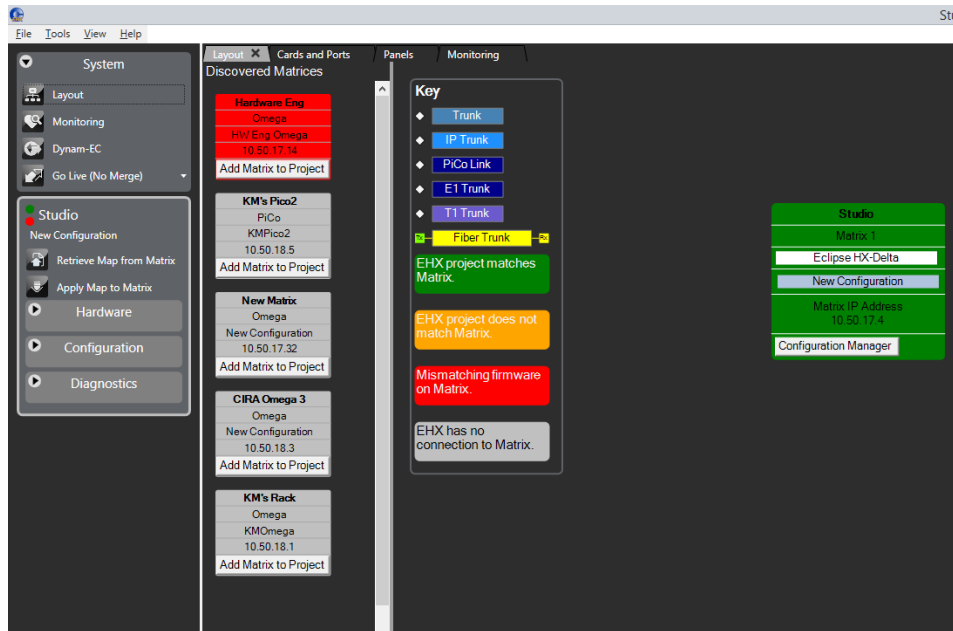 Stu
File Tools View Help
System
Layout
Monitoring
Dynam-EC
Go Live (No Merge)
Studio
New Configuration
Retrieve Map from Matrix
Apply Map to Matrix
Hardware
Configuration
Diagnostics
Layout X Cards and Ports Panels Monitoring
Discovered Matrices
Hardware Eng
Omega
HW Eng Omega
10.50.17.14
Add Matrix to Project
KM's Pico2
PiCo
KMPico2
10.50.18.5
Add Matrix to Project
New Matrix
Omega
New Configuration
10.50.17.32
Add Matrix to Project
CIRA Omega 3
Omega
New Configuration
10.50.18.3
Add Matrix to Project
KM's Rack
Omega
KMOmega
10.50.18.1
Add Matrix to Project
Key
Trunk
IP Trunk
PiCo Link
E1 Trunk
T1 Trunk
Tx Fiber Trunk Rx
EHX project matches
Matrix.
EHX project does not
match Matrix.
Mismatching firmware
on Matrix.
EHX has no
connection to Matrix.
Studio
Matrix 1
Eclipse HX-Delta
New Configuration
Matrix IP Address
10.50.17.4
Configuration Manager